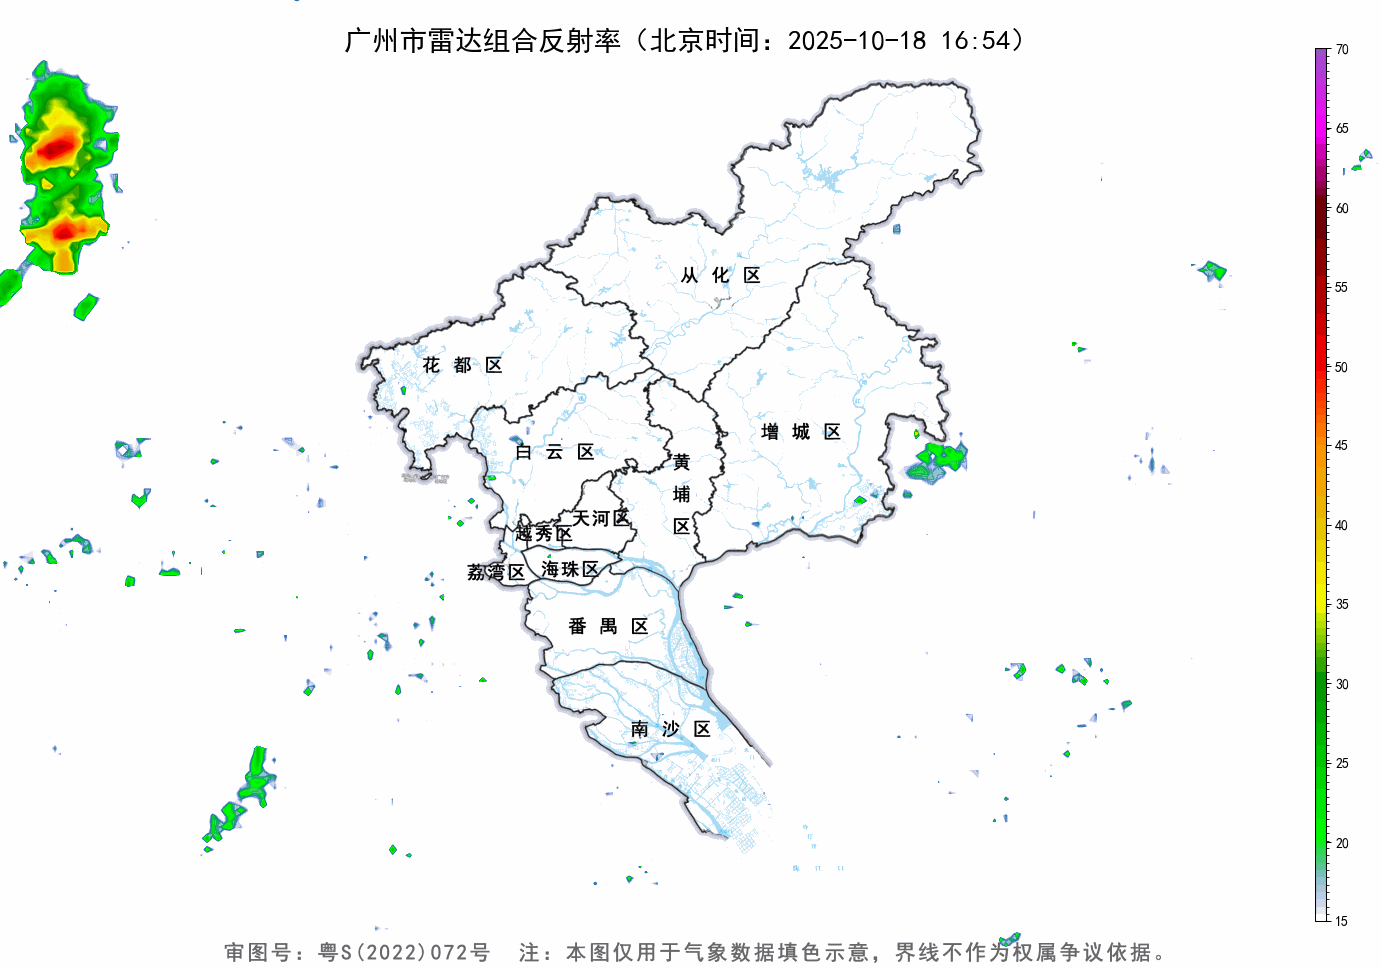 广州市雷达组合反射率（北京时间：2025-10-18 16:54）
70
65
60
55
50
45
40
35
30
25
20
15
从化区
花都区
增城区
白云区
黄埔区
天河区
越秀区
海珠区
荔湾区
番禺区
南沙区
审图号：粤S(2022)072号 注：本图仅用于气象数据填色示意，界线不作为权属争议依据。